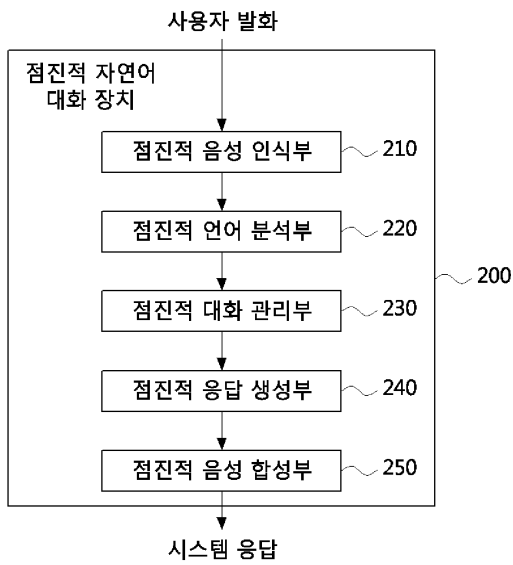 사용자 발화
점진적 자연어
대화 장치
점진적 음성 인식부 210
점진적 언어 분석부 220
200
점진적 대화 관리부 230
점진적 응답 생성부 240
점진적 음성 합성부 250
시스템 응답